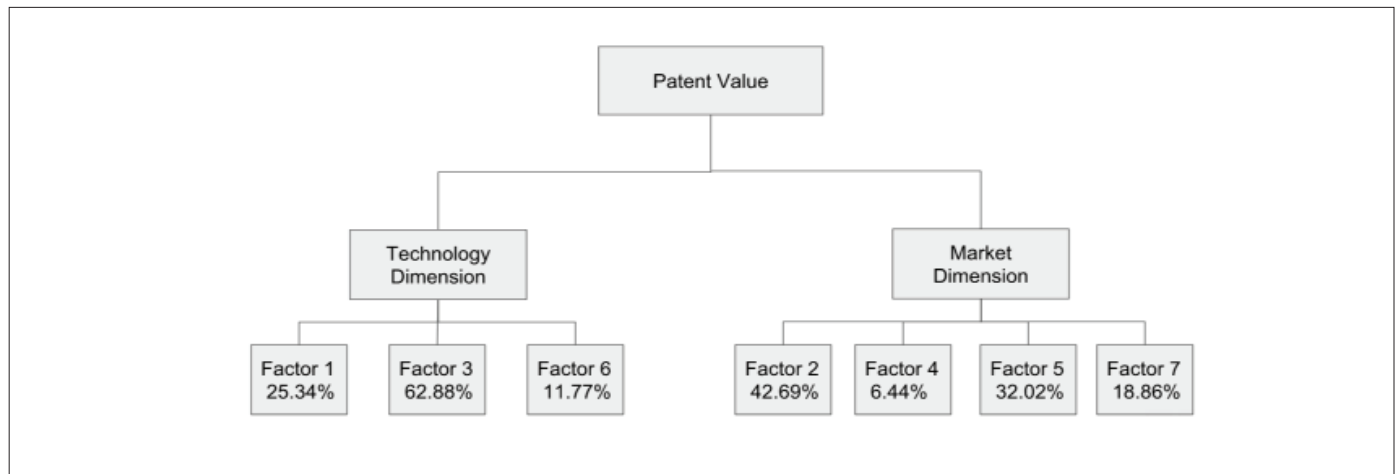 Patent Value
Technology
Dimension
Market
Dimension
Factor 1
25.34%
Factor 3
62.88%
Factor 6
11.77%
Factor 2
42.69%
Factor 4
6.44%
Factor 5
32.02%
Factor 7
18.86%